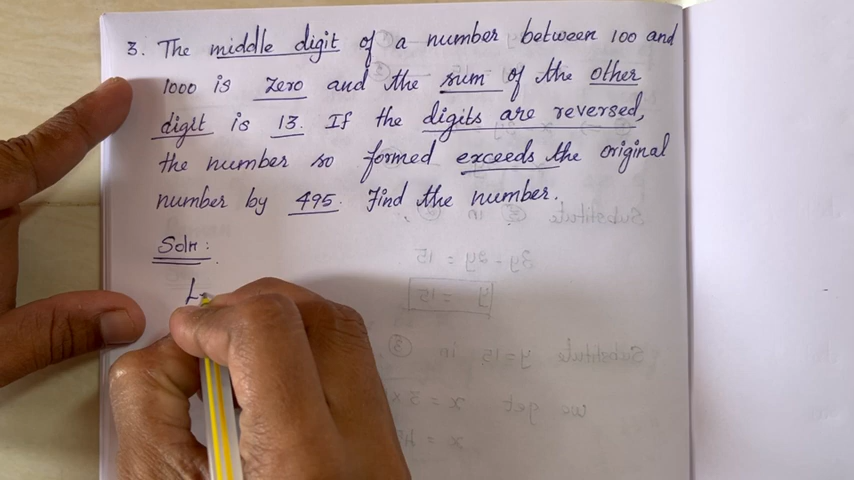 3. The middle digit of a number between 100 and
1000 is zero and the sum of the other
digit is 13. If the digits are reversed,
the number so formed exceeds the original
number by 495. Find the number.
Soln: